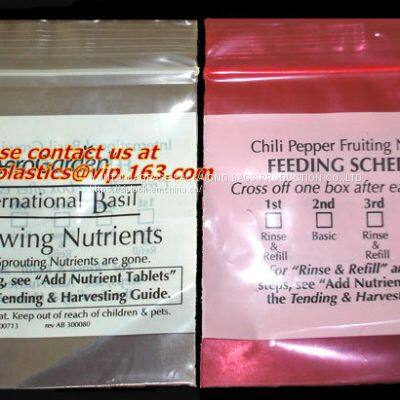 se contact us at
AeroGarden
plastics@vip.163.com
ernational Basil
wing Nutrients
Sprouting Nutrients are gone.
g, see “Add Nutrient Tablets”
Tending & Harvesting Guide.
at. Keep out of reach of children & pets.
00713 rev AB 300080
Chili Pepper Fruiting N
FEEDING SCHE
Cross off one box after ea
1st 2nd 3rd
Rinse & Refill Basic Rinse & Refill
For “Rinse & Refill” a
steps, see “Add Nutrien
the Tending & Harvest